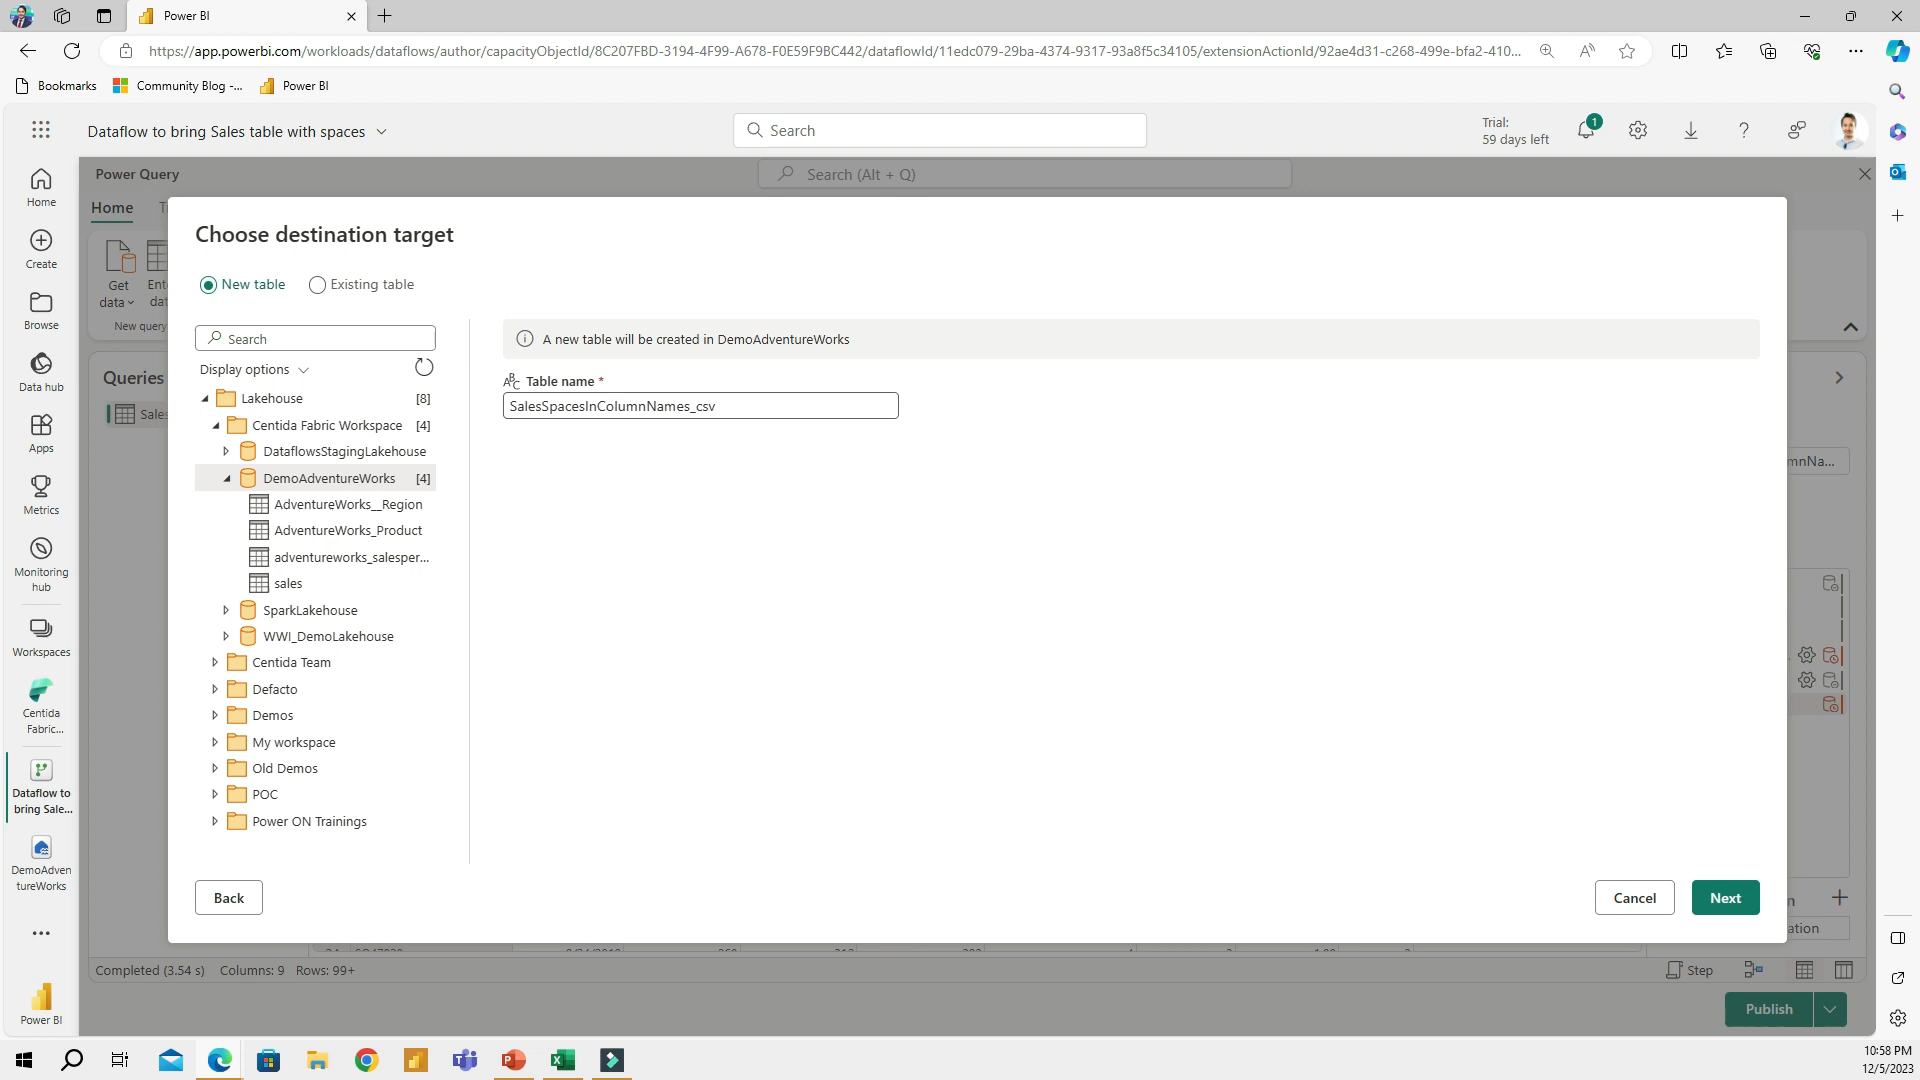 Power BI
https://app.powerbi.com/workloads/dataflows/author/capacityObjectId/8C207FBD-3194-4F99-A678-F0E59F9BC442/dataflowId/11edc079-29ba-4374-9317-93a8f5c34105/extensionActionId/92ae4d31-c268-499e-bfa2-410...
Bookmarks
Community Blog -...
Power BI
Dataflow to bring Sales table with spaces
Search
Trial:
59 days left
1
Power Query
Search (Alt + Q)
Home
Home
Create
Browse
Data hub
Apps
Metrics
Monitoring
hub
Workspaces
Centida
Fabric...
Dataflow to
bring Sale...
DemoAdven
tureWorks
Power BI
Get
data
New query
Queries
Choose destination target
New table
Existing table
Search
Display options
Lakehouse [8]
Centida Fabric Workspace [4]
DataflowsStagingLakehouse
DemoAdventureWorks [4]
AdventureWorks__Region
AdventureWorks_Product
adventureworks_salesper...
sales
SparkLakehouse
WWI_DemoLakehouse
Centida Team
Defacto
Demos
My workspace
Old Demos
POC
Power ON Trainings
A new table will be created in DemoAdventureWorks
Table name *
SalesSpacesInColumnNames_csv
Back
Cancel
Next
mnNa...
ation
Completed (3.54 s) Columns: 9 Rows: 99+
Step
Publish
10:58 PM
12/5/2023